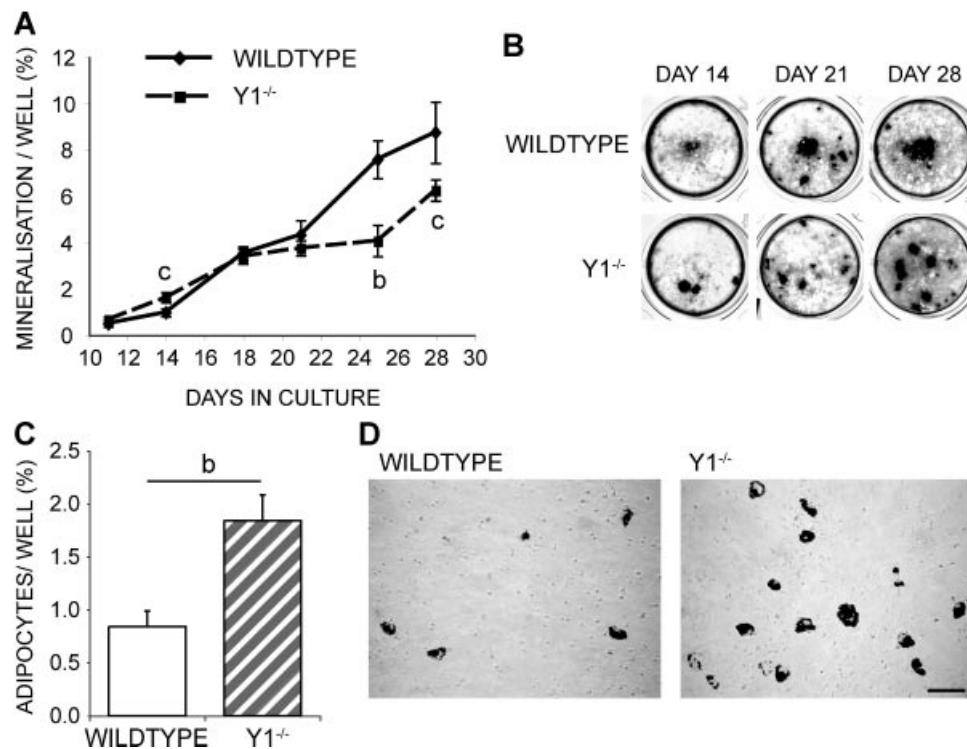 A
MINERALISATION / WELL (%)
12
10
8
6
4
2
0
WILDTYPE
Y1-/-
c
b
c
10 12 14 16 18 20 21 24 26 28 30
DAYS IN CULTURE
B
DAY 14 DAY 21 DAY 28
WILDTYPE
Y1-/-
C
ADIPOCYTES/ WELL (%)
2.5
2.0
1.5
1.0
0.5
0.0
b
WILDTYPE Y1-/-
D
WILDTYPE Y1-/-